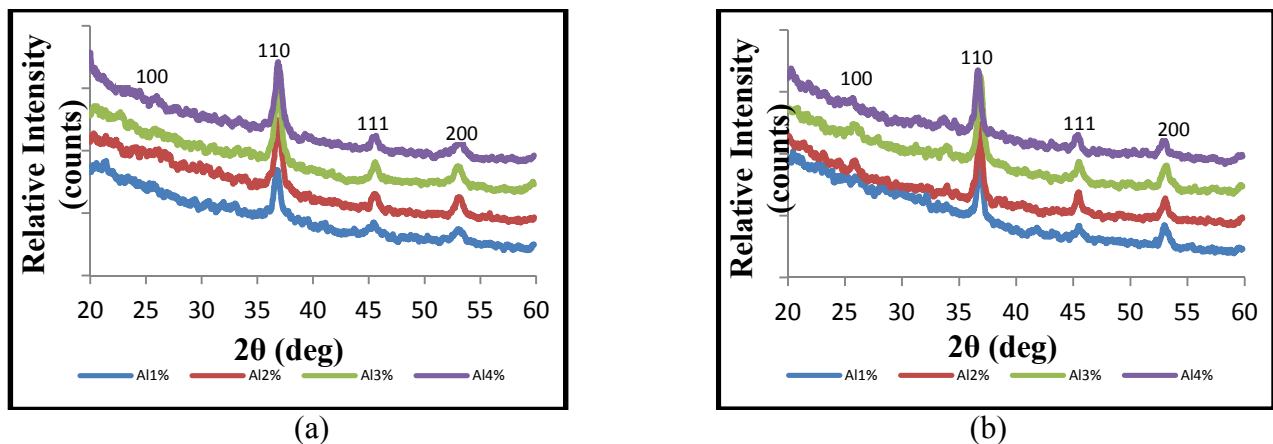 110
100
111
200
Relative Intensity
(counts)
20 25 30 35 40 45 50 55 60
2θ (deg)
Al1% Al2% Al3% Al4%
(a)
110
100
111
200
Relative Intensity
(counts)
20 25 30 35 40 45 50 55 60
2θ (deg)
Al1% Al2% Al3% Al4%
(b)